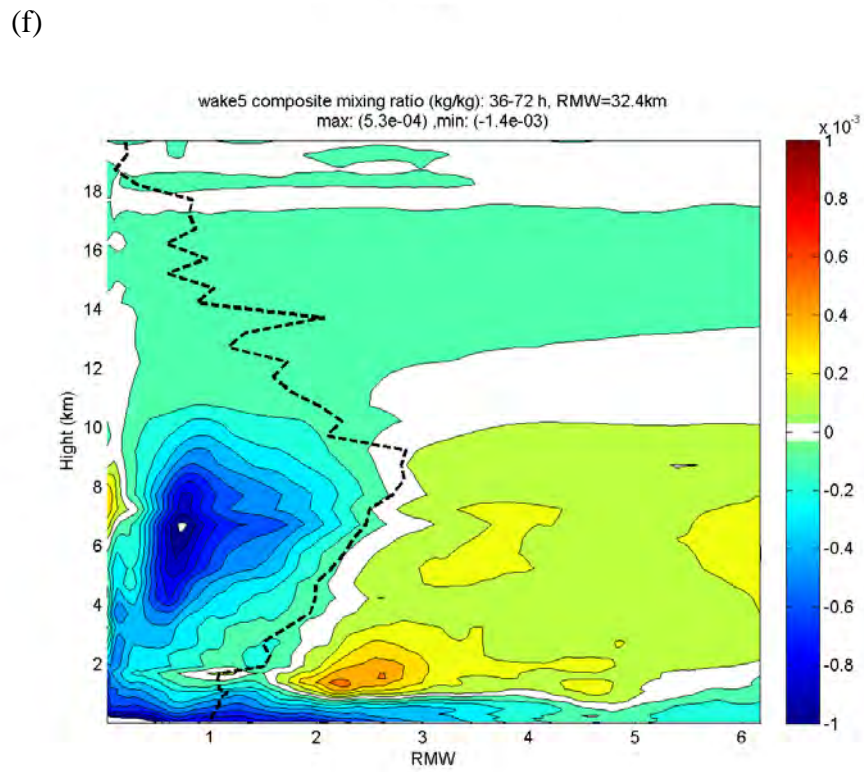 (f)
wake5 composite mixing ratio (kg/kg): 36-72 h, RMW=32.4km
max: (5.3e-04) ,min: (-1.4e-03)
x 10-3
1
0.8
0.6
0.4
0.2
0
-0.2
-0.4
-0.6
-0.8
-1
Hight (km)
18
16
14
12
10
8
6
4
2
1 2 3 4 5 6
RMW